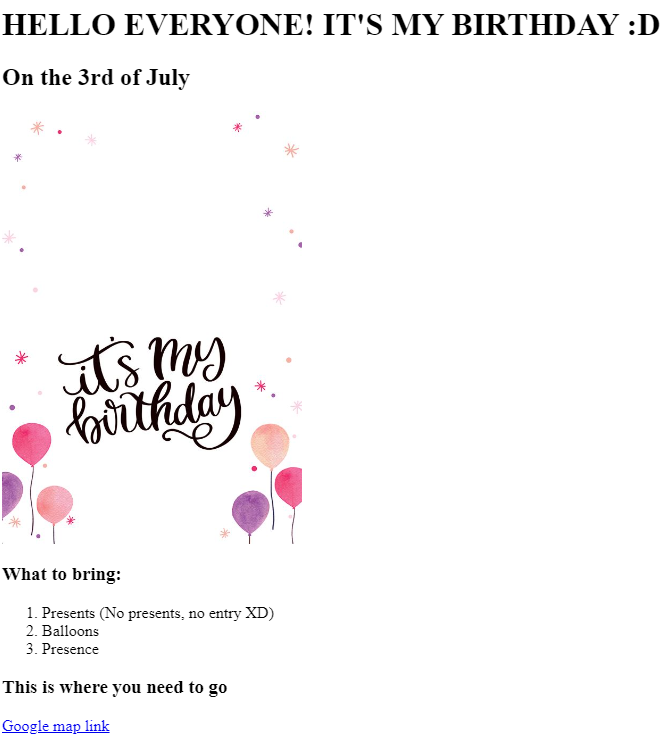 HELLO EVERYONE! IT'S MY BIRTHDAY :D
On the 3rd of July
it's my
birthday
What to bring:
1. Presents (No presents, no entry XD)
2. Balloons
3. Presence
This is where you need to go
Google map link